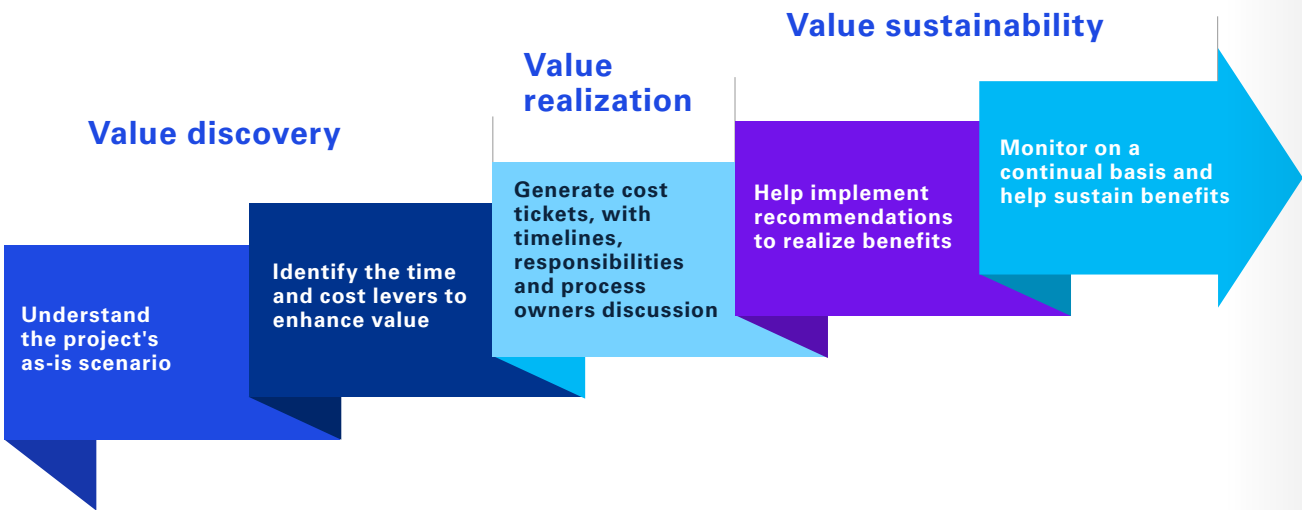 Value discovery
Understand
the project's
as-is scenario
Identify the time
and cost levers to
enhance value
Value
realization
Generate cost
tickets, with
timelines,
responsibilities
and process
owners discussion
Value sustainability
Help implement
recommendations
to realize benefits
Monitor on a
continual basis and
help sustain benefits